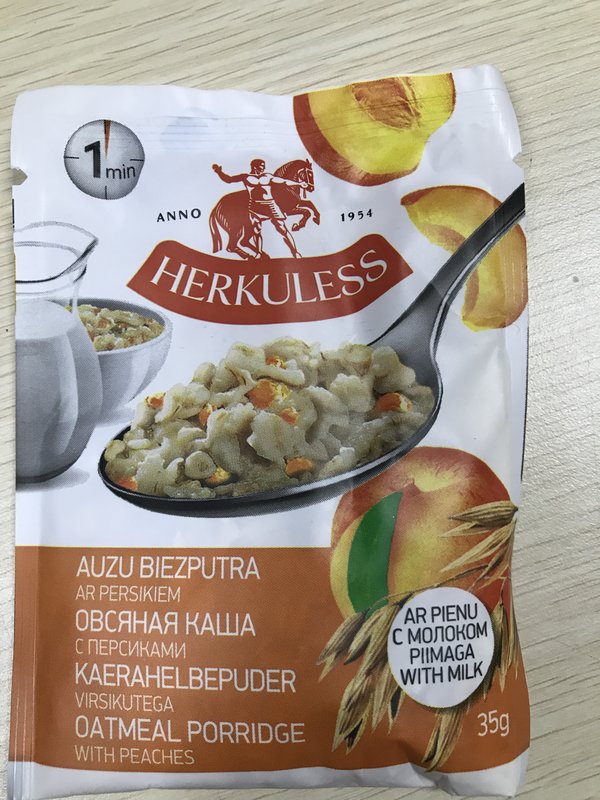 1 min
ANNO 1954
HERKULESS
AUZU BIEZPUTRA
AR PERSIKIEM
ОВСЯНАЯ КАША
С ПЕРСИКАМИ
KAERAHELBEPUDER
VIRSIKUTEGA
OATMEAL PORRIDGE
WITH PEACHES
AR PIENU
С МОЛОКОМ
PIIMAGA
WITH MILK
35g